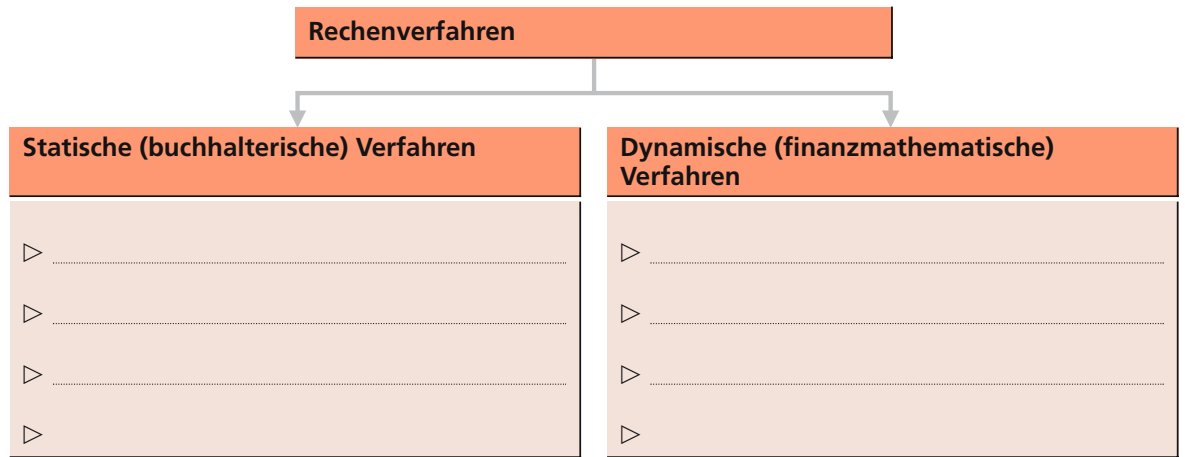 Rechenverfahren
Statische (buchhalterische) Verfahren
Dynamische (finanzmathematische)
Verfahren